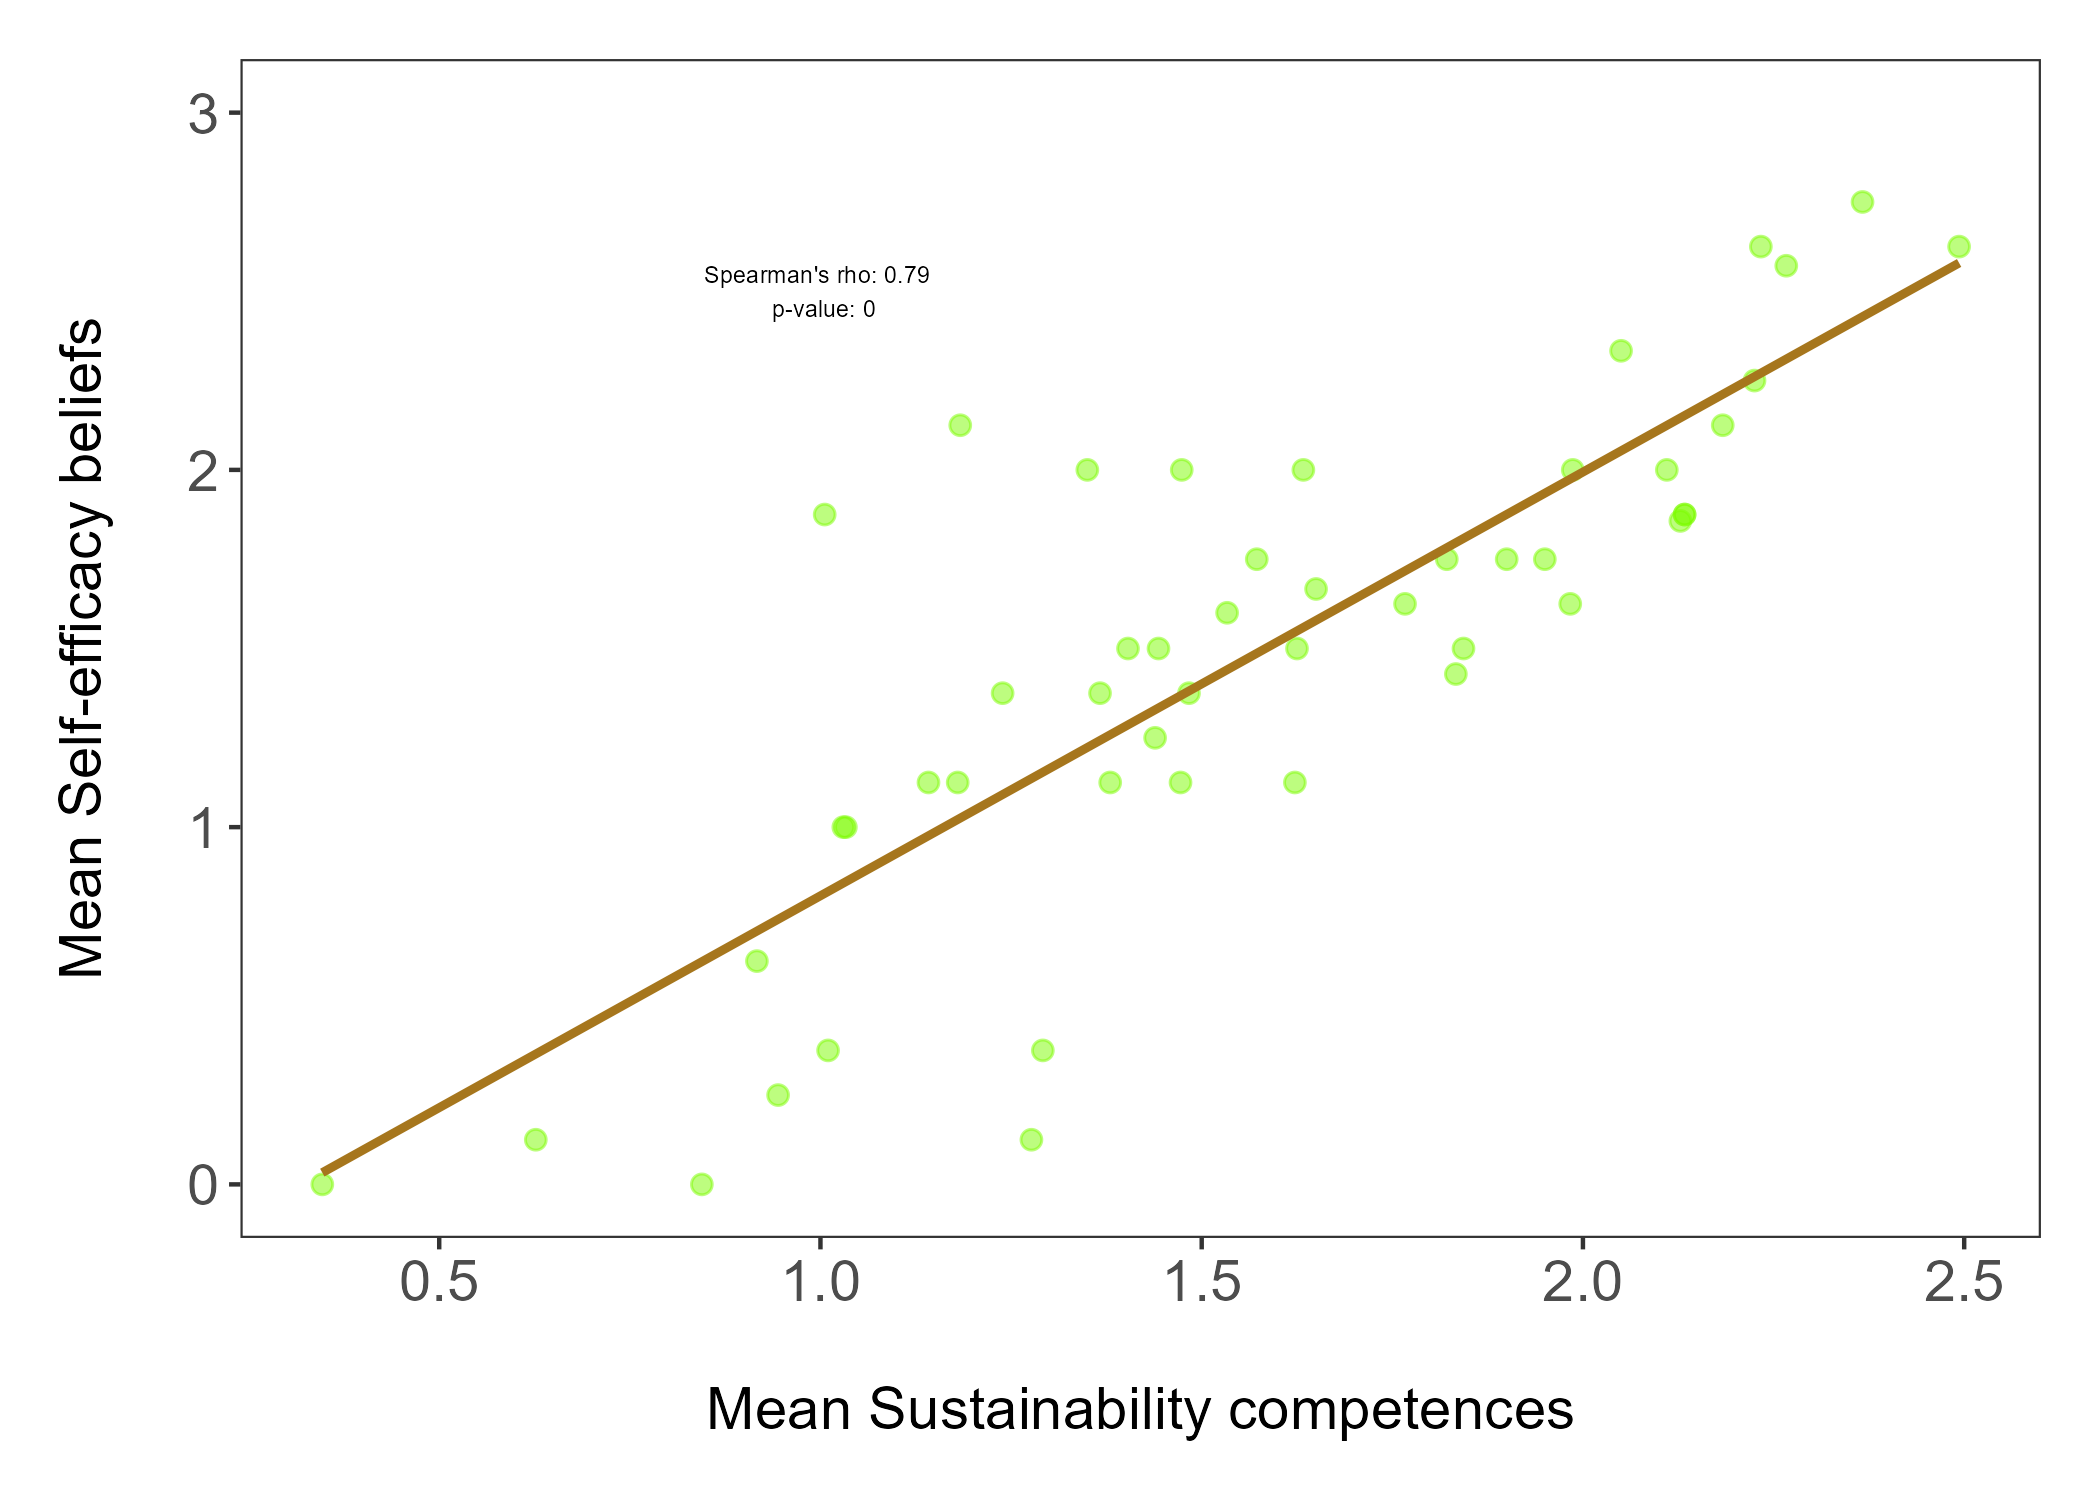 3
2
1
0
Mean Self-efficacy beliefs
Spearman's rho: 0.79
p-value: 0
0.5 1.0 1.5 2.0 2.5
Mean Sustainability competences